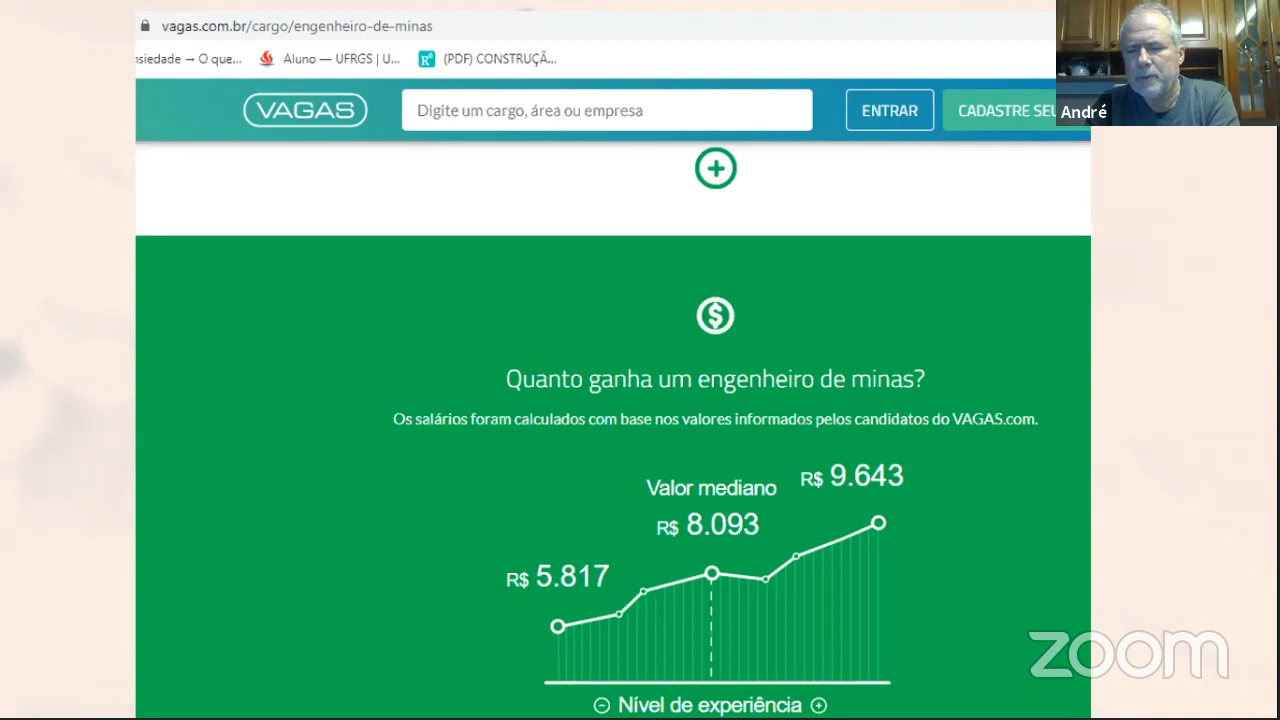 vagas.com.br/cargo/engenheiro-de-minas
nsiedade → O que...
Aluno — UFRGS | U...
(PDF) CONSTRUÇÃ...
VAGAS
Digite um cargo, área ou empresa
ENTRAR
CADASTRE SEU
André
Quanto ganha um engenheiro de minas?
Os salários foram calculados com base nos valores informados pelos candidatos do VAGAS.com.
R$ 9.643
Valor mediano
R$ 8.093
R$ 5.817
zoom
Nível de experiência